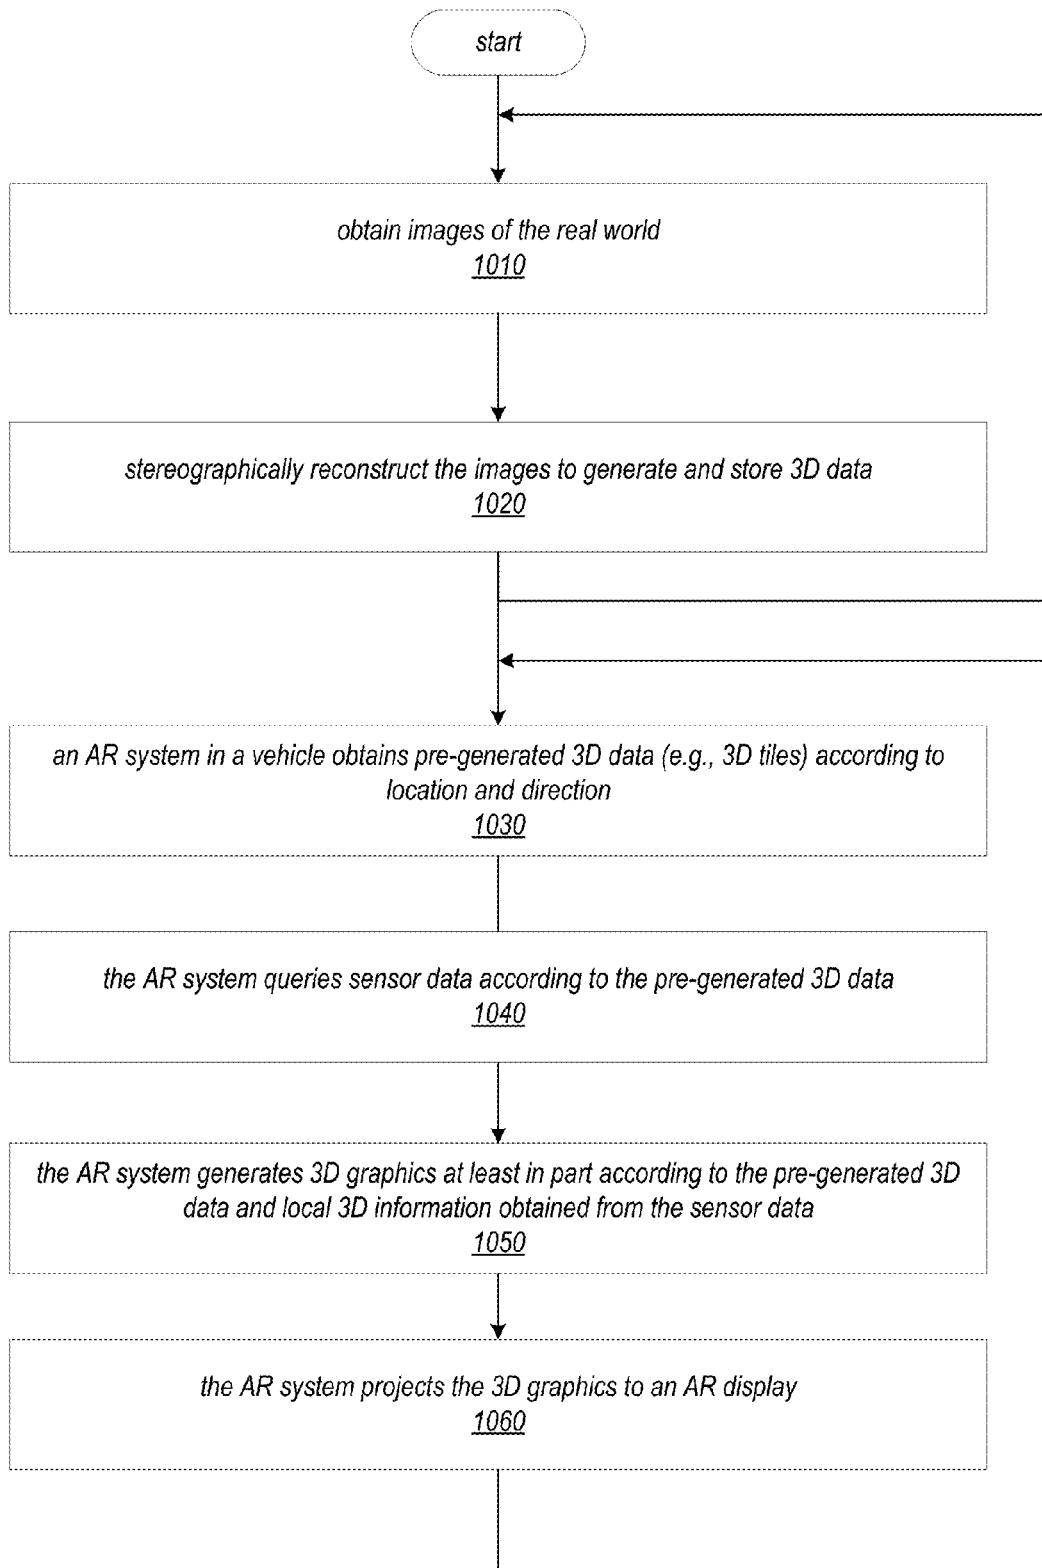 start
obtain images of the real world
1010
stereographically reconstruct the images to generate and store 3D data
1020
an AR system in a vehicle obtains pre-generated 3D data (e.g., 3D tiles) according to
location and direction
1030
the AR system queries sensor data according to the pre-generated 3D data
1040
the AR system generates 3D graphics at least in part according to the pre-generated 3D
data and local 3D information obtained from the sensor data
1050
the AR system projects the 3D graphics to an AR display
1060